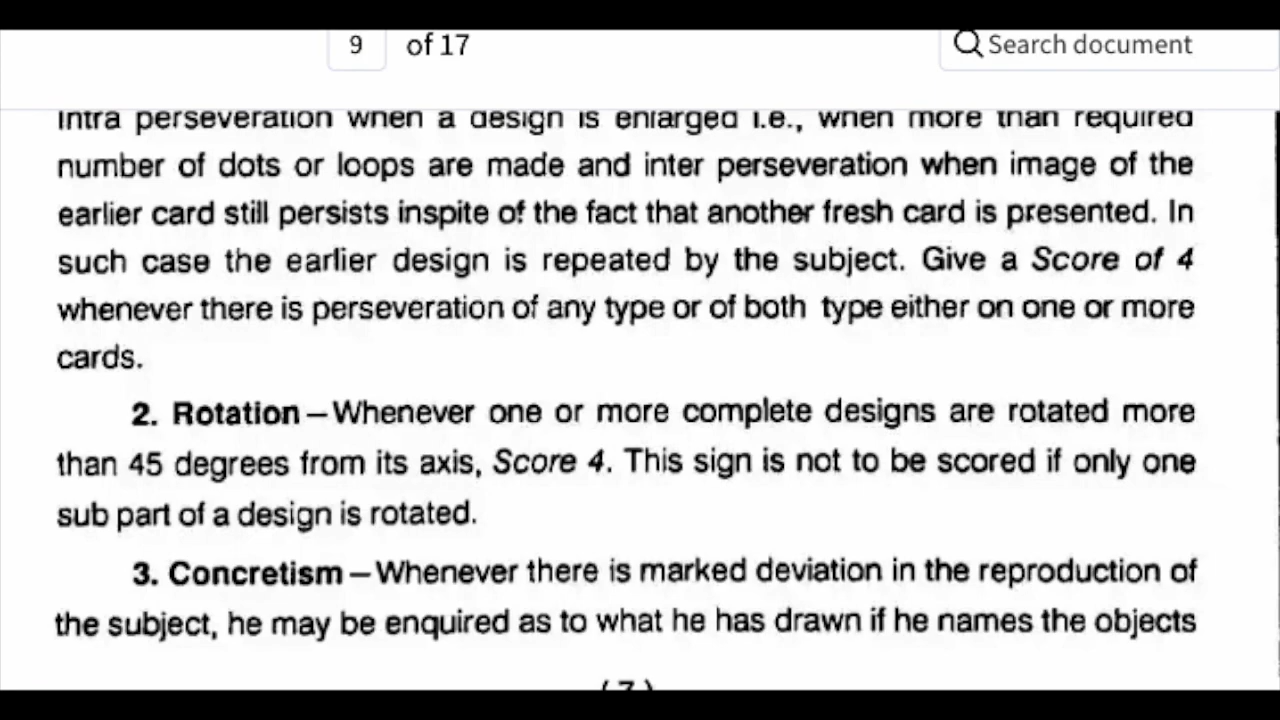 9 of 17 Search document
Intra perseveration when a design is enlarged i.e., when more than required
number of dots or loops are made and inter perseveration when image of the
earlier card still persists inspite of the fact that another fresh card is presented. In
such case the earlier design is repeated by the subject. Give a Score of 4
whenever there is perseveration of any type or of both type either on one or more
cards.
2. Rotation – Whenever one or more complete designs are rotated more
than 45 degrees from its axis, Score 4. This sign is not to be scored if only one
sub part of a design is rotated.
3. Concretism – Whenever there is marked deviation in the reproduction of
the subject, he may be enquired as to what he has drawn if he names the objects
( 7 )